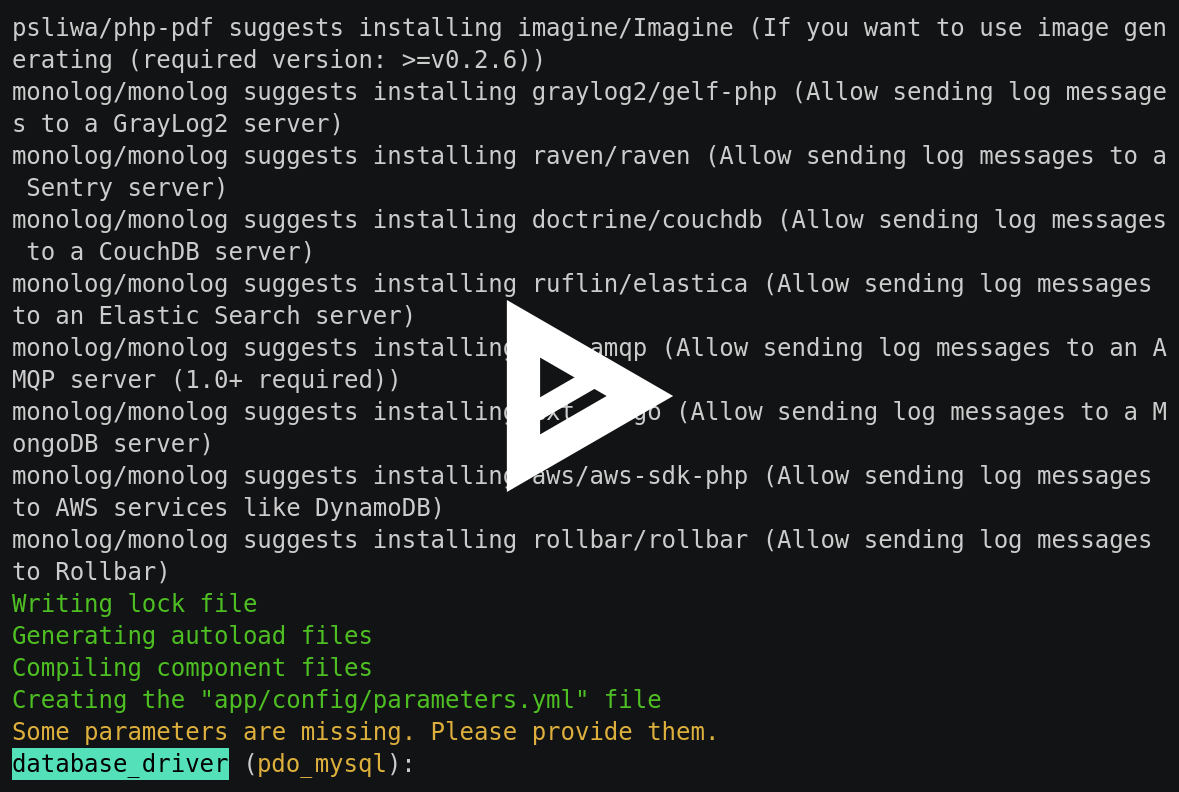 psliwa/php-pdf suggests installing imagine/Imagine (If you want to use image gen
erating (required version: >=v0.2.6))
monolog/monolog suggests installing graylog2/gelf-php (Allow sending log message
s to a GrayLog2 server)
monolog/monolog suggests installing raven/raven (Allow sending log messages to a
 Sentry server)
monolog/monolog suggests installing doctrine/couchdb (Allow sending log messages
 to a CouchDB server)
monolog/monolog suggests installing ruflin/elastica (Allow sending log messages
to an Elastic Search server)
monolog/monolog suggests installing amqp (Allow sending log messages to an A
MQP server (1.0+ required))
monolog/monolog suggests installing (Allow sending log messages to a M
ongoDB server)
monolog/monolog suggests installing aws/aws-sdk-php (Allow sending log messages
to AWS services like DynamoDB)
monolog/monolog suggests installing rollbar/rollbar (Allow sending log messages
to Rollbar)
Writing lock file
Generating autoload files
Compiling component files
Creating the "app/config/parameters.yml" file
Some parameters are missing. Please provide them.
database_driver (pdo_mysql):